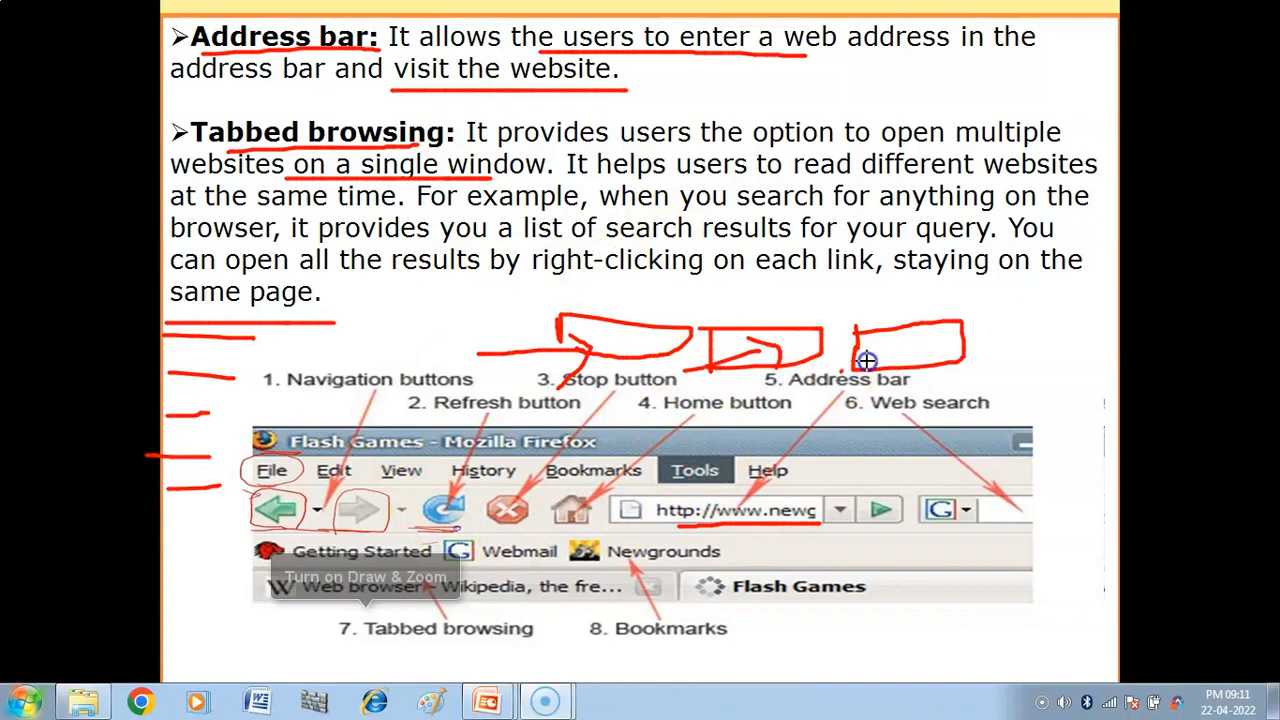 ➢Address bar: It allows the users to enter a web address in the
address bar and visit the website.
➢Tabbed browsing: It provides users the option to open multiple
websites on a single window. It helps users to read different websites
at the same time. For example, when you search for anything on the
browser, it provides you a list of search results for your query. You
can open all the results by right-clicking on each link, staying on the
same page.
1. Navigation buttons 3. Stop button 5. Address bar
2. Refresh button 4. Home button 6. Web search
Flash Games - Mozilla Firefox
File Edit View History Bookmarks Tools Help
http://www.newg G
Getting Started G Webmail Newgrounds
Turn on Draw & Zoom
W Web browser - Wikipedia, the fre... Flash Games
7. Tabbed browsing 8. Bookmarks
PM 09:11
22-04-2022